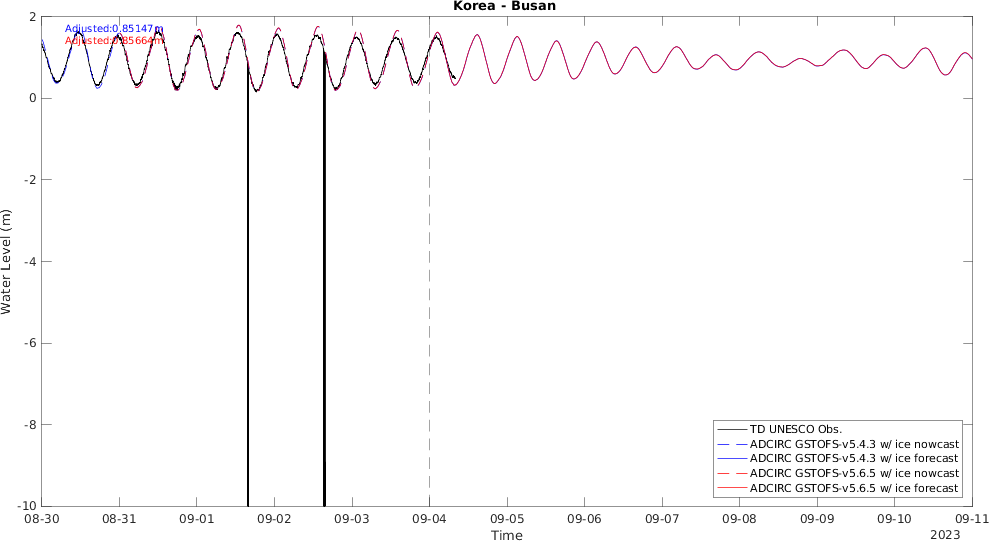 Korea - Busan
Adjusted:0.85147m
Adjusted:0.85664m
Water Level (m)
2
0
-2
-4
-6
-8
-10
TD UNESCO Obs.
ADCIRC GSTOFS-v5.4.3 w/ ice nowcast
ADCIRC GSTOFS-v5.4.3 w/ ice forecast
ADCIRC GSTOFS-v5.6.5 w/ ice nowcast
ADCIRC GSTOFS-v5.6.5 w/ ice forecast
08-30 08-31 09-01 09-02 09-03 09-04 09-05 09-06 09-07 09-08 09-09 09-10 09-11
Time
2023